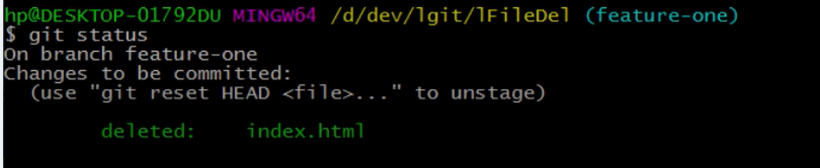 hp@DESKTOP-01792DU MINGW64 /d/dev/lgit/lFileDel (feature-one)
$ git status
On branch feature-one
Changes to be committed:
  (use "git reset HEAD <file>..." to unstage)
        deleted:    index.html